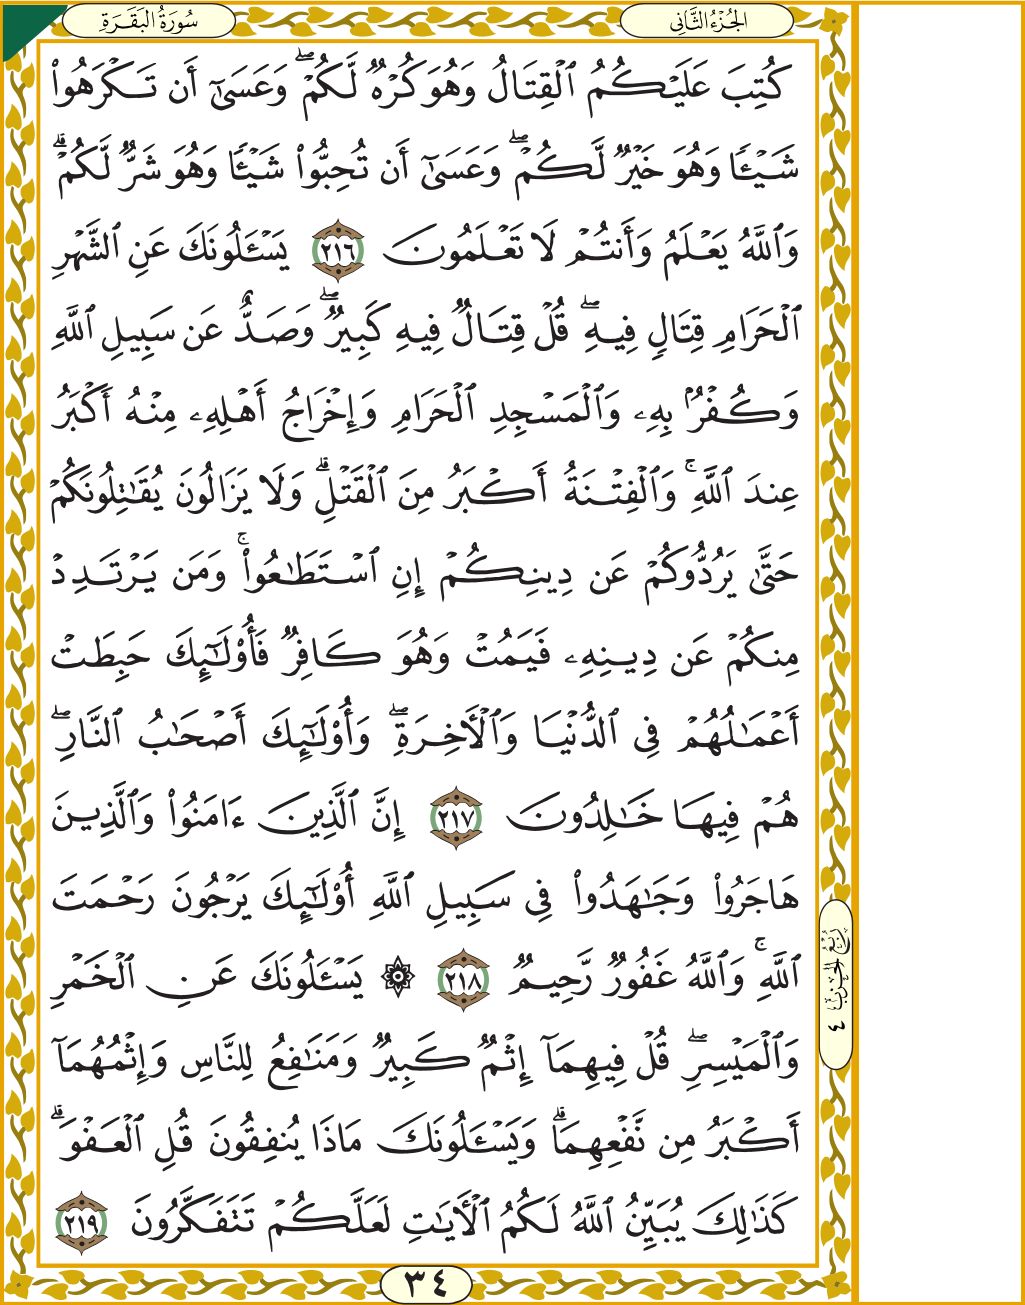 الجُزْءُ الثَّانِي
سُورَةُ البَقَرَةِ
كُتِبَ عَلَيْكُمُ ٱلْقِتَالُ وَهُوَ كُرْهٌ لَّكُمْ ۖ وَعَسَىٰٓ أَن تَكْرَهُوا۟
شَيْـًٔا وَهُوَ خَيْرٌ لَّكُمْ ۖ وَعَسَىٰٓ أَن تُحِبُّوا۟ شَيْـًٔا وَهُوَ شَرٌّ لَّكُمْ ۗ
وَٱللَّهُ يَعْلَمُ وَأَنتُمْ لَا تَعْلَمُونَ ٢١٦ يَسْـَٔلُونَكَ عَنِ ٱلشَّهْرِ
ٱلْحَرَامِ قِتَالٍ فِيهِ ۖ قُلْ قِتَالٌ فِيهِ كَبِيرٌ ۖ وَصَدٌّ عَن سَبِيلِ ٱللَّهِ
وَكُفْرٌۢ بِهِۦ وَٱلْمَسْجِدِ ٱلْحَرَامِ وَإِخْرَاجُ أَهْلِهِۦ مِنْهُ أَكْبَرُ
عِندَ ٱللَّهِ ۚ وَٱلْفِتْنَةُ أَكْبَرُ مِنَ ٱلْقَتْلِ ۗ وَلَا يَزَالُونَ يُقَـٰتِلُونَكُمْ
حَتَّىٰ يَرُدُّوكُمْ عَن دِينِكُمْ إِنِ ٱسْتَطَـٰعُوا۟ ۚ وَمَن يَرْتَدِدْ
مِنكُمْ عَن دِينِهِۦ فَيَمُتْ وَهُوَ كَافِرٌ فَأُو۟لَـٰٓئِكَ حَبِطَتْ
أَعْمَـٰلُهُمْ فِى ٱلدُّنْيَا وَٱلْـَٔاخِرَةِ ۖ وَأُو۟لَـٰٓئِكَ أَصْحَـٰبُ ٱلنَّارِ ۖ
هُمْ فِيهَا خَـٰلِدُونَ ٢١٧ إِنَّ ٱلَّذِينَ ءَامَنُوا۟ وَٱلَّذِينَ
هَاجَرُوا۟ وَجَـٰهَدُوا۟ فِى سَبِيلِ ٱللَّهِ أُو۟لَـٰٓئِكَ يَرْجُونَ رَحْمَتَ
ٱللَّهِ ۚ وَٱللَّهُ غَفُورٌ رَّحِيمٌ ٢١٨ ۞ يَسْـَٔلُونَكَ عَنِ ٱلْخَمْرِ
وَٱلْمَيْسِرِ ۖ قُلْ فِيهِمَآ إِثْمٌ كَبِيرٌ وَمَنَـٰفِعُ لِلنَّاسِ وَإِثْمُهُمَآ
أَكْبَرُ مِن نَّفْعِهِمَا ۗ وَيَسْـَٔلُونَكَ مَاذَا يُنفِقُونَ قُلِ ٱلْعَفْوَ ۗ
كَذَٰلِكَ يُبَيِّنُ ٱللَّهُ لَكُمُ ٱلْـَٔايَـٰتِ لَعَلَّكُمْ تَتَفَكَّرُونَ ٢١٩
رُبْعُ الحِزْبِ ٤
٣٤